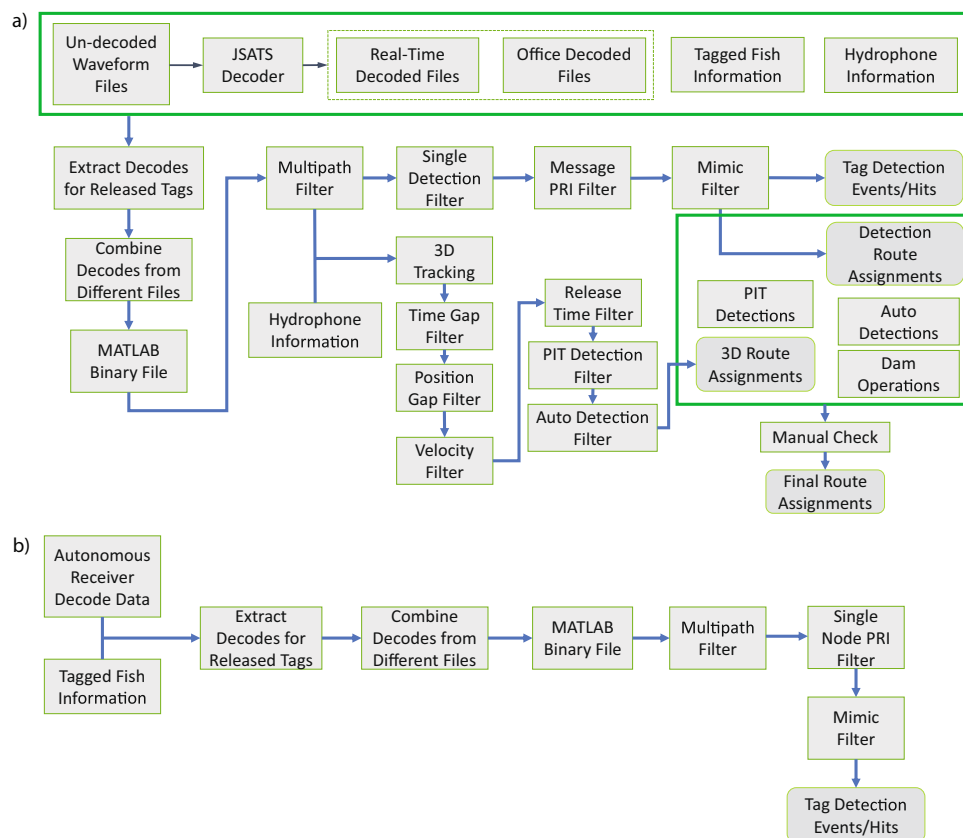 a)
Un-decoded
Waveform
Files
JSATS
Decoder
Real-Time
Decoded Files
Office Decoded
Files
Tagged Fish
Information
Hydrophone
Information
Extract Decodes
for Released Tags
Combine
Decodes from
Different Files
MATLAB
Binary File
Multipath
Filter
Hydrophone
Information
Single
Detection
Filter
Message
PRI Filter
Mimic
Filter
Tag Detection
Events/Hits
3D
Tracking
Time Gap
Filter
Position
Gap Filter
Velocity
Filter
Release
Time Filter
PIT Detection
Filter
Auto Detection
Filter
Detection
Route
Assignments
PIT
Detections
Auto
Detections
3D Route
Assignments
Dam
Operations
Manual Check
Final Route
Assignments
b)
Autonomous
Receiver
Decode Data
Tagged Fish
Information
Extract
Decodes for
Released Tags
Combine
Decodes from
Different Files
MATLAB
Binary File
Multipath
Filter
Single
Node PRI
Filter
Mimic
Filter
Tag Detection
Events/Hits